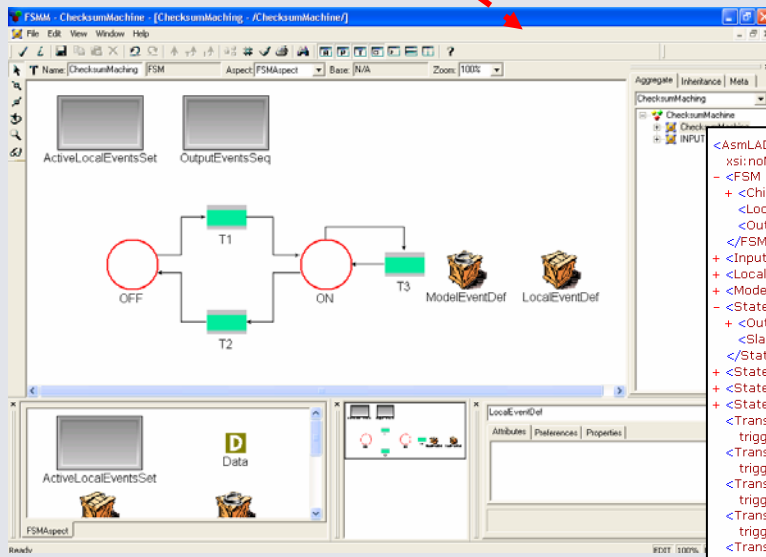 FSMM - ChecksumMachine - [ChecksumMaching - /ChecksumMachine/]
File Edit View Window Help
Name: ChecksumMaching FSM Aspect: FSMAspect Base: N/A Zoom: 100%
Aggregate Inheritance Meta
ChecksumMaching
ChecksumMachine
INPUT
ActiveLocalEventsSet OutputEventsSeq
T1
OFF ON T3 ModelEventDef LocalEventDef
T2
<AsmLAD
xsi:noN
- <FSM
+ <Chi
<Loc
<Out
</FSM
+ <Input
+ <Local
+ <Mode
- <State
+ <Out
<Sla
</Stat
+ <State
+ <State
+ <State
<Trans
trigg
<Trans
trigg
<Trans
trigg
<Trans
trigg
<Trans
ActiveLocalEventsSet
D
Data
FSMAspect
LocalEventDef
Attributes Preferences Properties
Ready
EDIT 100%